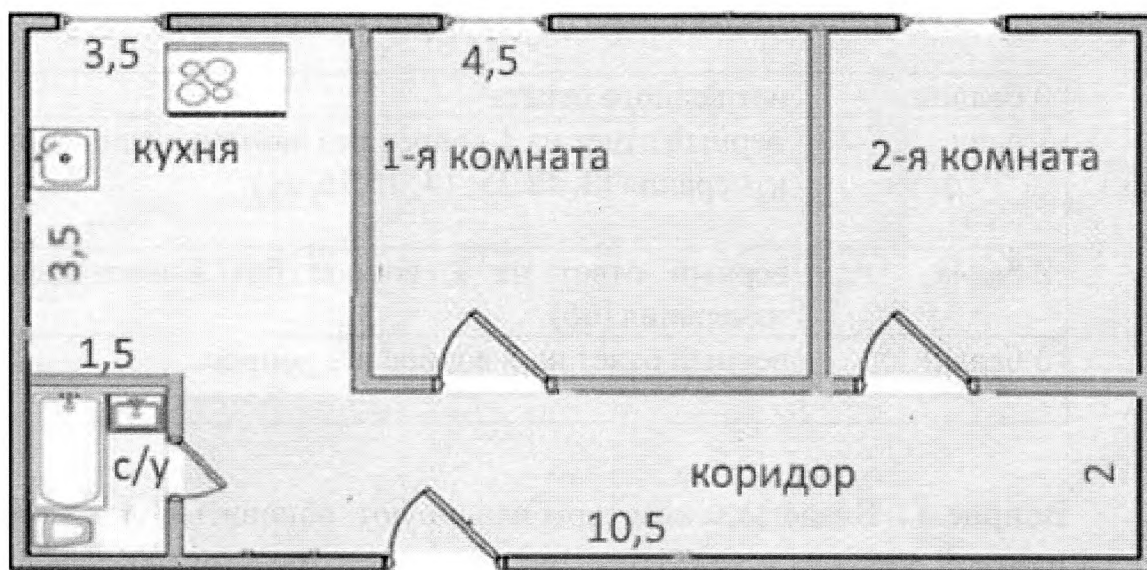 3,5
4,5
кухня
1-я комната
2-я комната
3,5
1,5
с/у
коридор
2
10,5